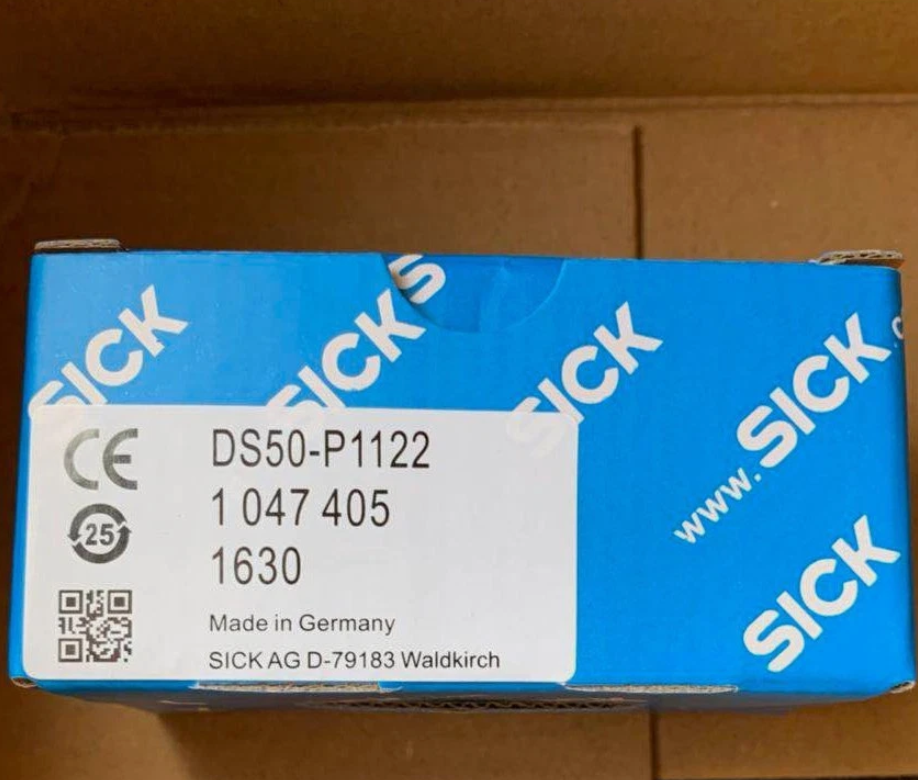 SICK
SICK
S
SICK
www.SICK.c
SICK
CE
DS50-P1122
1 047 405
25
1630
Made in Germany
SICK AG D-79183 Waldkirch